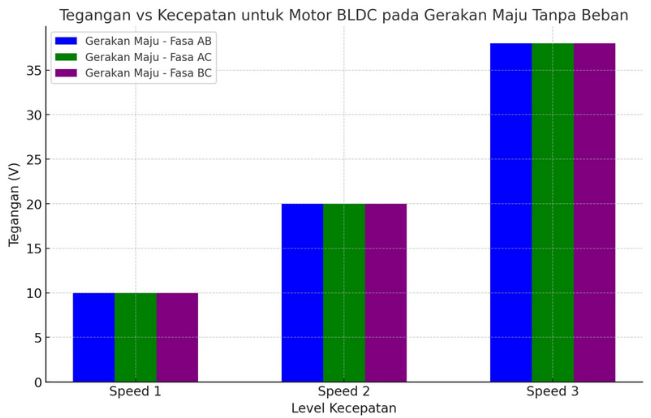 Tegangan vs Kecepatan untuk Motor BLDC pada Gerakan Maju Tanpa Beban
Gerakan Maju - Fasa AB
Gerakan Maju - Fasa AC
Gerakan Maju - Fasa BC
Tegangan (V)
35
30
25
20
15
10
5
0
Speed 1 Speed 2 Speed 3
Level Kecepatan